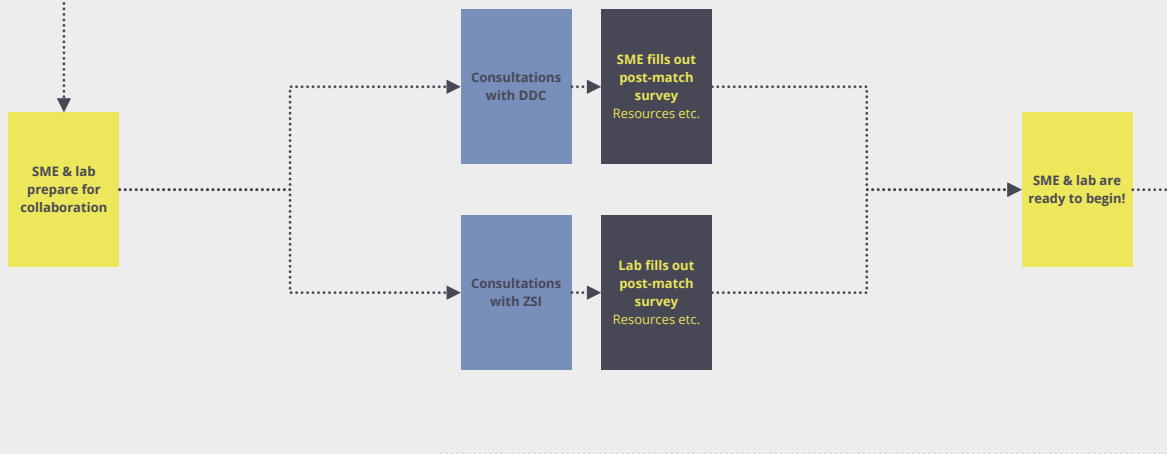 SME & lab
prepare for
collaboration
Consultations
with DDC
SME fills out
post-match
survey
Resources etc.
Consultations
with ZSI
Lab fills out
post-match
survey
Resources etc.
SME & lab are
ready to begin!